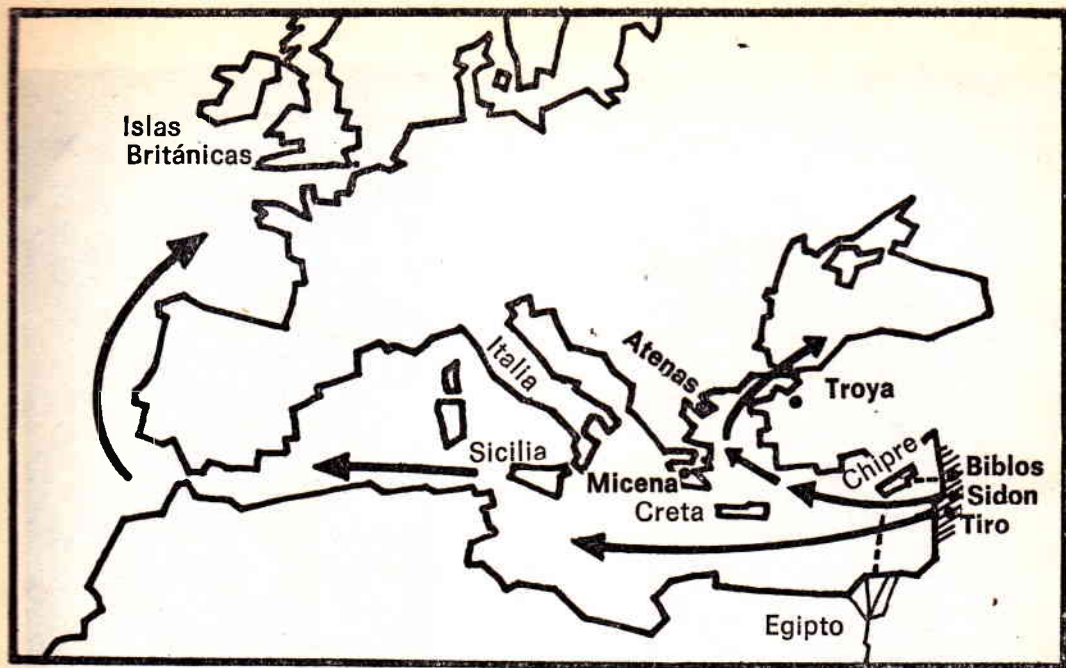 Islas
Británicas
Italia
Atenas
Troya
Sicilia
Micena
Creta
Chipre
Biblos
Sidon
Tiro
Egipto